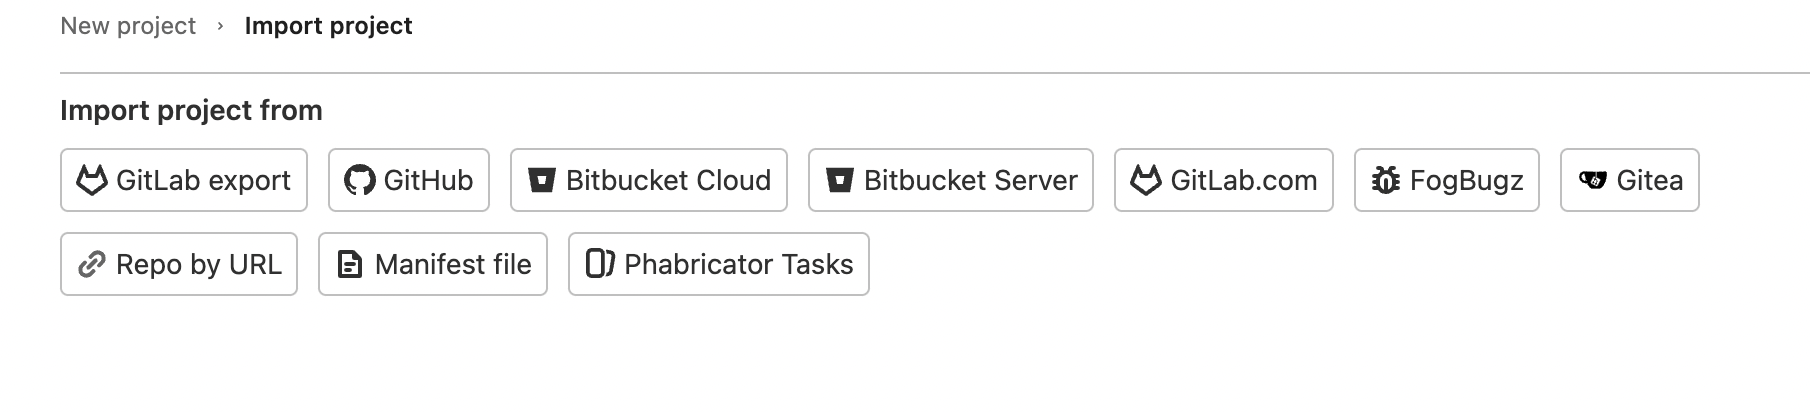 New project › Import project
Import project from
GitLab export GitHub Bitbucket Cloud Bitbucket Server GitLab.com FogBugz Gitea
Repo by URL Manifest file Phabricator Tasks